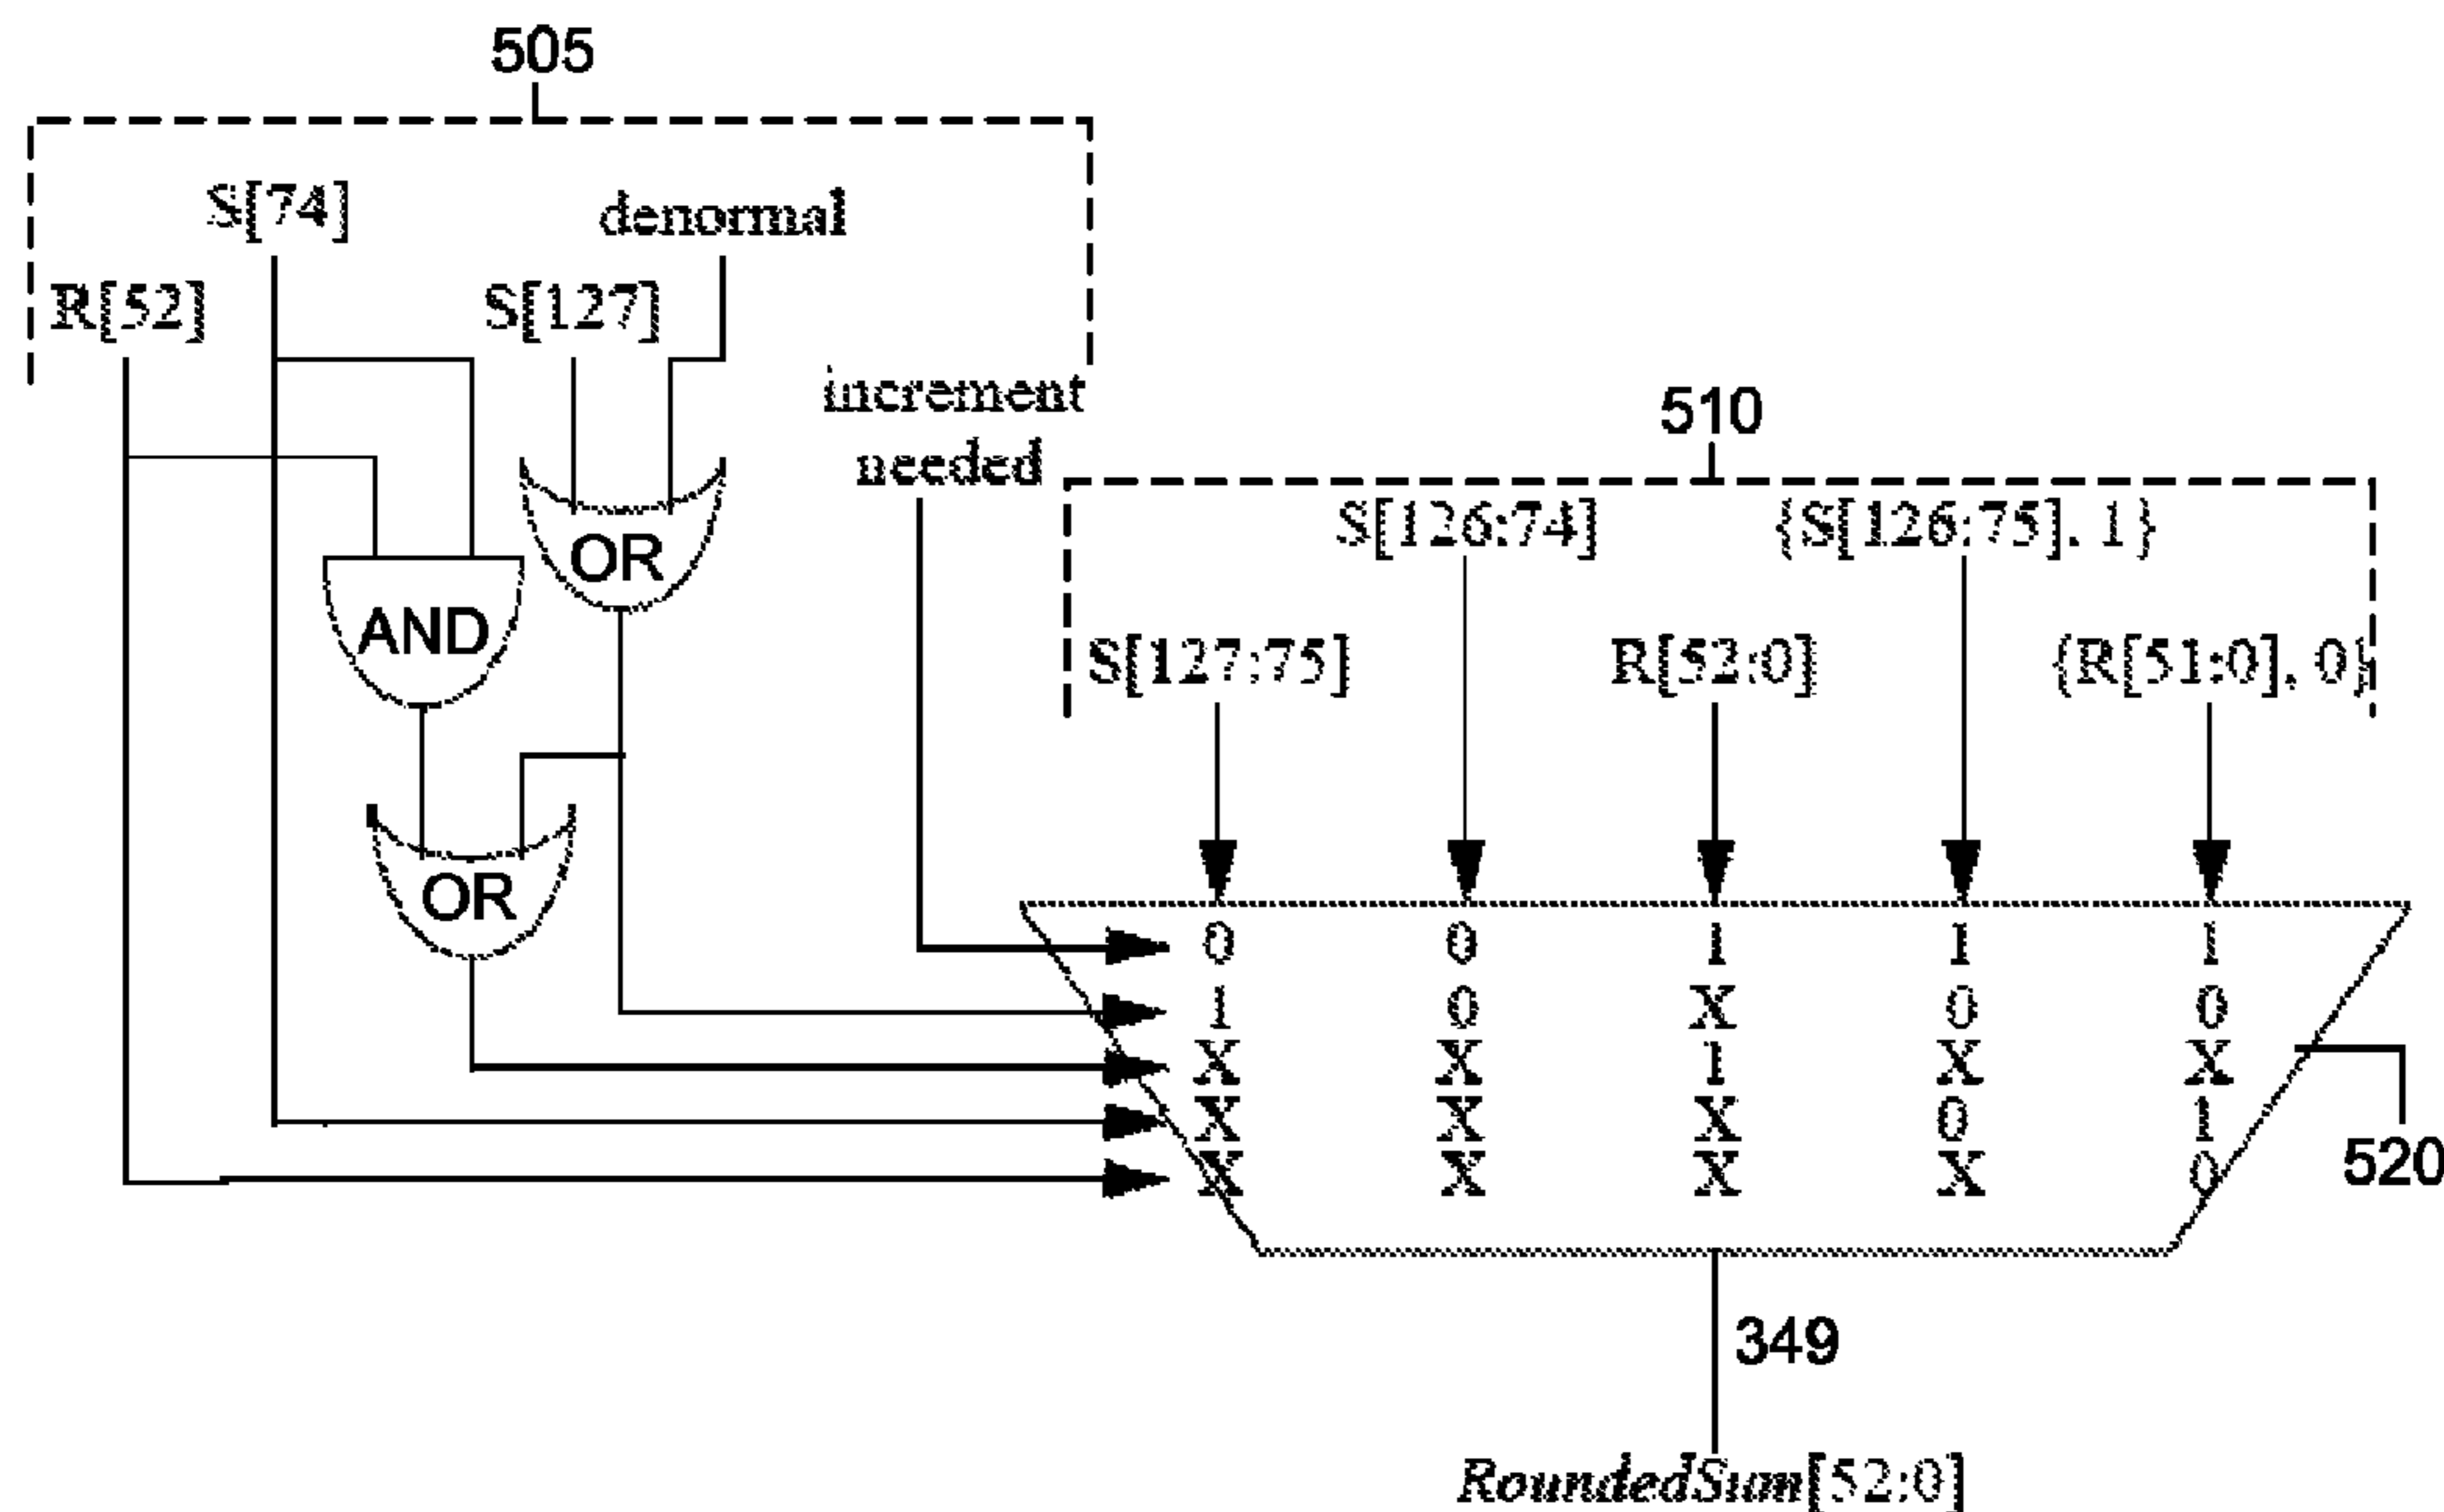 505
S[74]
denormal
R[52]
S[127]
increment
needed
510
S[126:74]
{S[126:75], 1}
OR
AND
S[127:75]
R[52:0]
{R[51:0], 0}
OR
0 0 1 1 1
1 0 X 0 0
X X 1 X X
X X X 0 1
X X X X 0
520
349
RoundedSum[52:0]